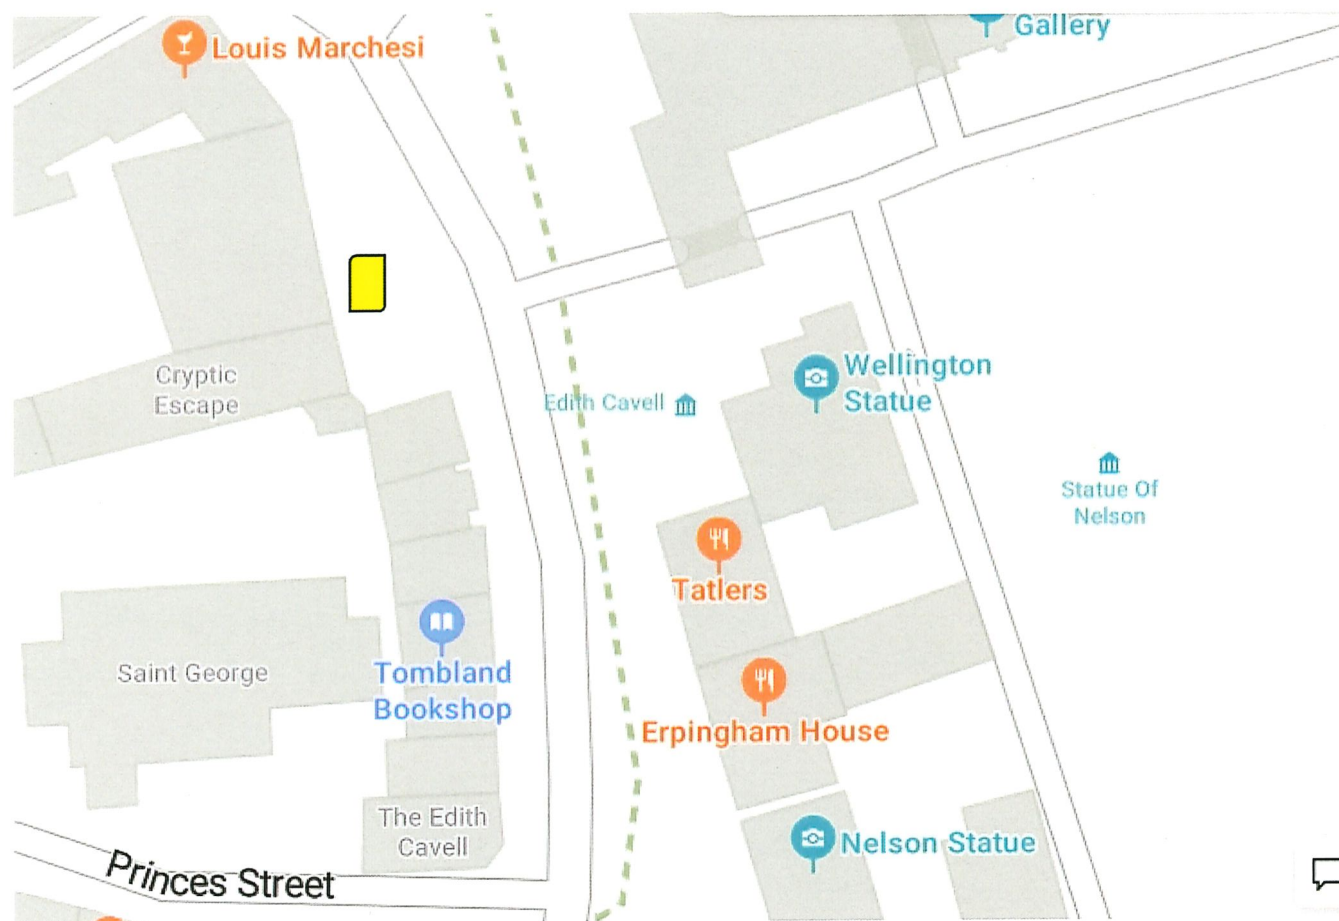 Gallery
Louis Marchesi
Cryptic
Escape
Wellington
Statue
Edith Cavell
Statue Of
Nelson
Tatlers
Saint George
Tombland
Bookshop
Erpingham House
The Edith
Cavell
Nelson Statue
Princes Street